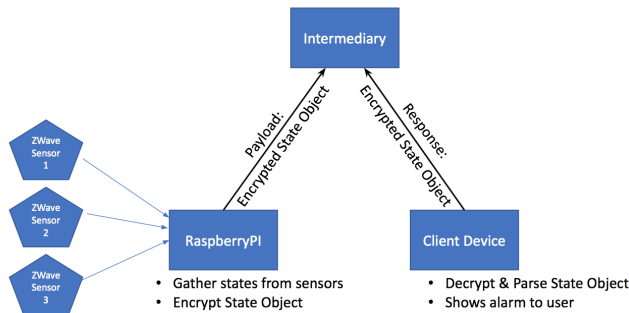 Intermediary
Payload:
Encrypted State Object
Response:
Encrypted State Object
ZWave
Sensor
1
ZWave
Sensor
2
ZWave
Sensor
3
RaspberryPI
Client Device
• Gather states from sensors
• Encrypt State Object
• Decrypt & Parse State Object
• Shows alarm to user